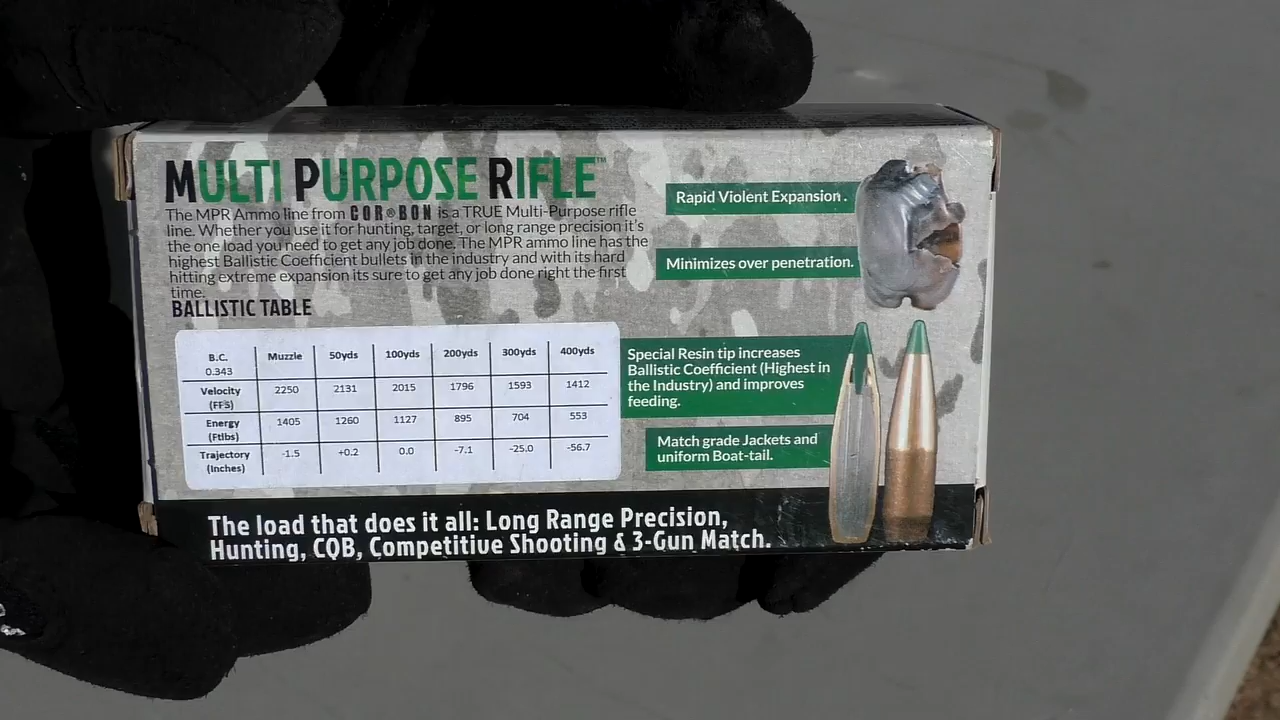 MULTI PURPOSE RIFLE™
The MPR Ammo line from COR®BON is a TRUE Multi-Purpose rifle
line. Whether you use it for hunting, target, or long range precision it's
the one load you need to get any job done. The MPR ammo line has the
highest Ballistic Coefficient bullets in the industry and with its hard
hitting extreme expansion its sure to get any job done right the first
time.
BALLISTIC TABLE
B.C. 0.343 Muzzle 50yds 100yds 200yds 300yds 400yds
Velocity (FFS) 2250 2131 2015 1796 1593 1412
Energy (Ftlbs) 1405 1260 1127 895 704 553
Trajectory (Inches) -1.5 +0.2 0.0 -7.1 -25.0 -56.7
Rapid Violent Expansion .
Minimizes over penetration.
Special Resin tip increases
Ballistic Coefficient (Highest in
the Industry) and improves
feeding.
Match grade Jackets and
uniform Boat-tail.
The load that does it all: Long Range Precision,
Hunting, CQB, Competitive Shooting & 3-Gun Match.